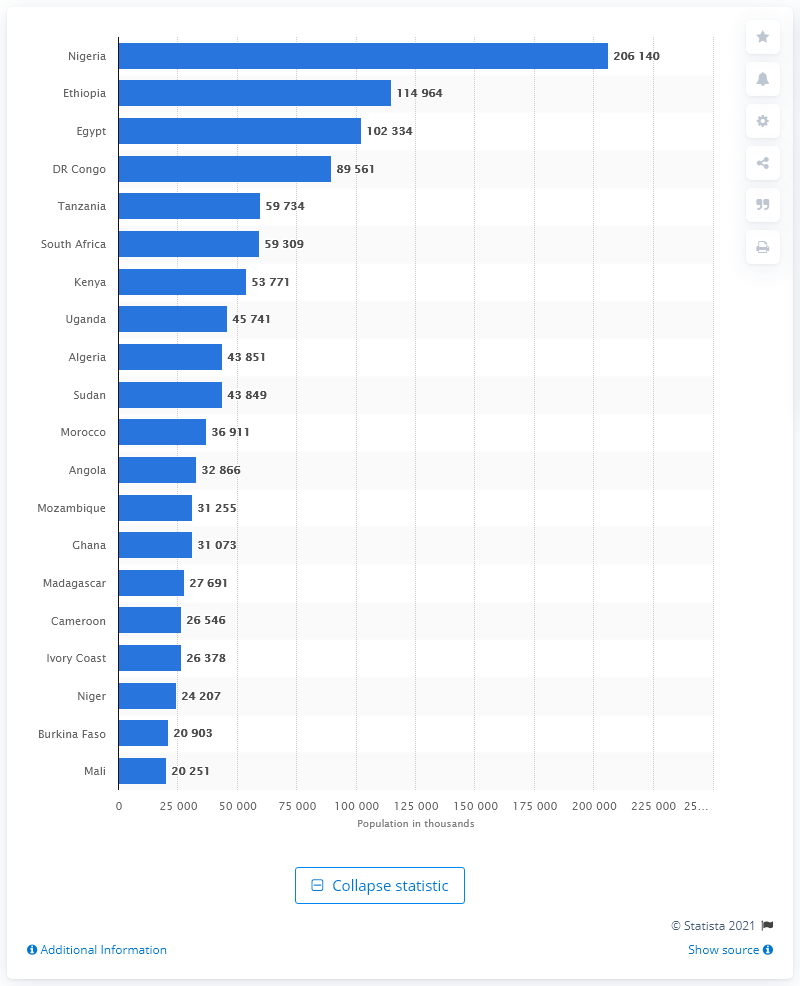 Nigeria 206 140
Ethiopia 114 964
Egypt 102 334
DR Congo 89 561
Tanzania 59 734
South Africa 59 309
Kenya 53 771
Uganda 45 741
Algeria 43 851
Sudan 43 849
Morocco 36 911
Angola 32 866
Mozambique 31 255
Ghana 31 073
Madagascar 27 691
Cameroon 26 546
Ivory Coast 26 378
Niger 24 207
Burkina Faso 20 903
Mali 20 251
0 25 000 50 000 75 000 100 000 125 000 150 000 175 000 200 000 225 000 25...
Population in thousands
Collapse statistic
© Statista 2021
Additional Information Show source